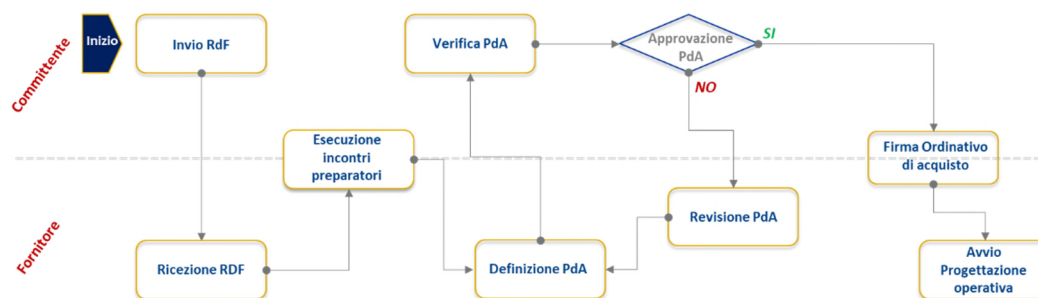 Committente
Inizio
Invio RdF
Verifica PdA
Approvazione
PdA
SI
NO
Esecuzione
incontri
preparatori
Firma Ordinativo
di acquisto
Fornitore
Ricezione RDF
Definizione PdA
Revisione PdA
Avvio
Progettazione
operativa